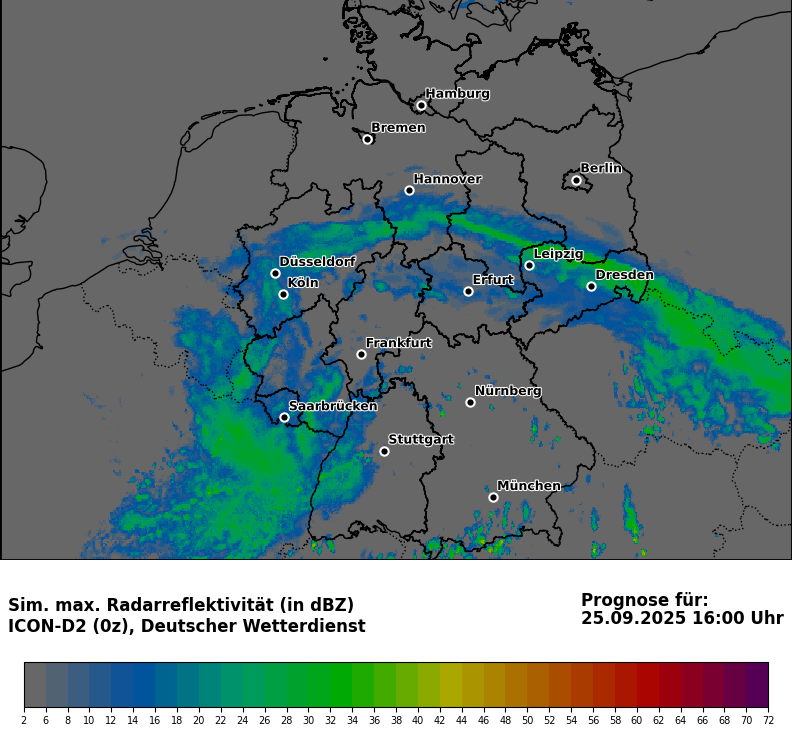 Hamburg
Bremen
Berlin
Hannover
Leipzig
Düsseldorf
Dresden
Köln
Erfurt
Frankfurt
Nürnberg
Saarbrücken
Stuttgart
München
Sim. max. Radarreflektivität (in dBZ)
ICON-D2 (0z), Deutscher Wetterdienst
Prognose für:
25.09.2025 16:00 Uhr
2 6 8 10 12 14 16 18 20 22 24 26 28 30 32 34 36 38 40 42 44 46 48 50 52 54 56 58 60 62 64 66 68 70 72